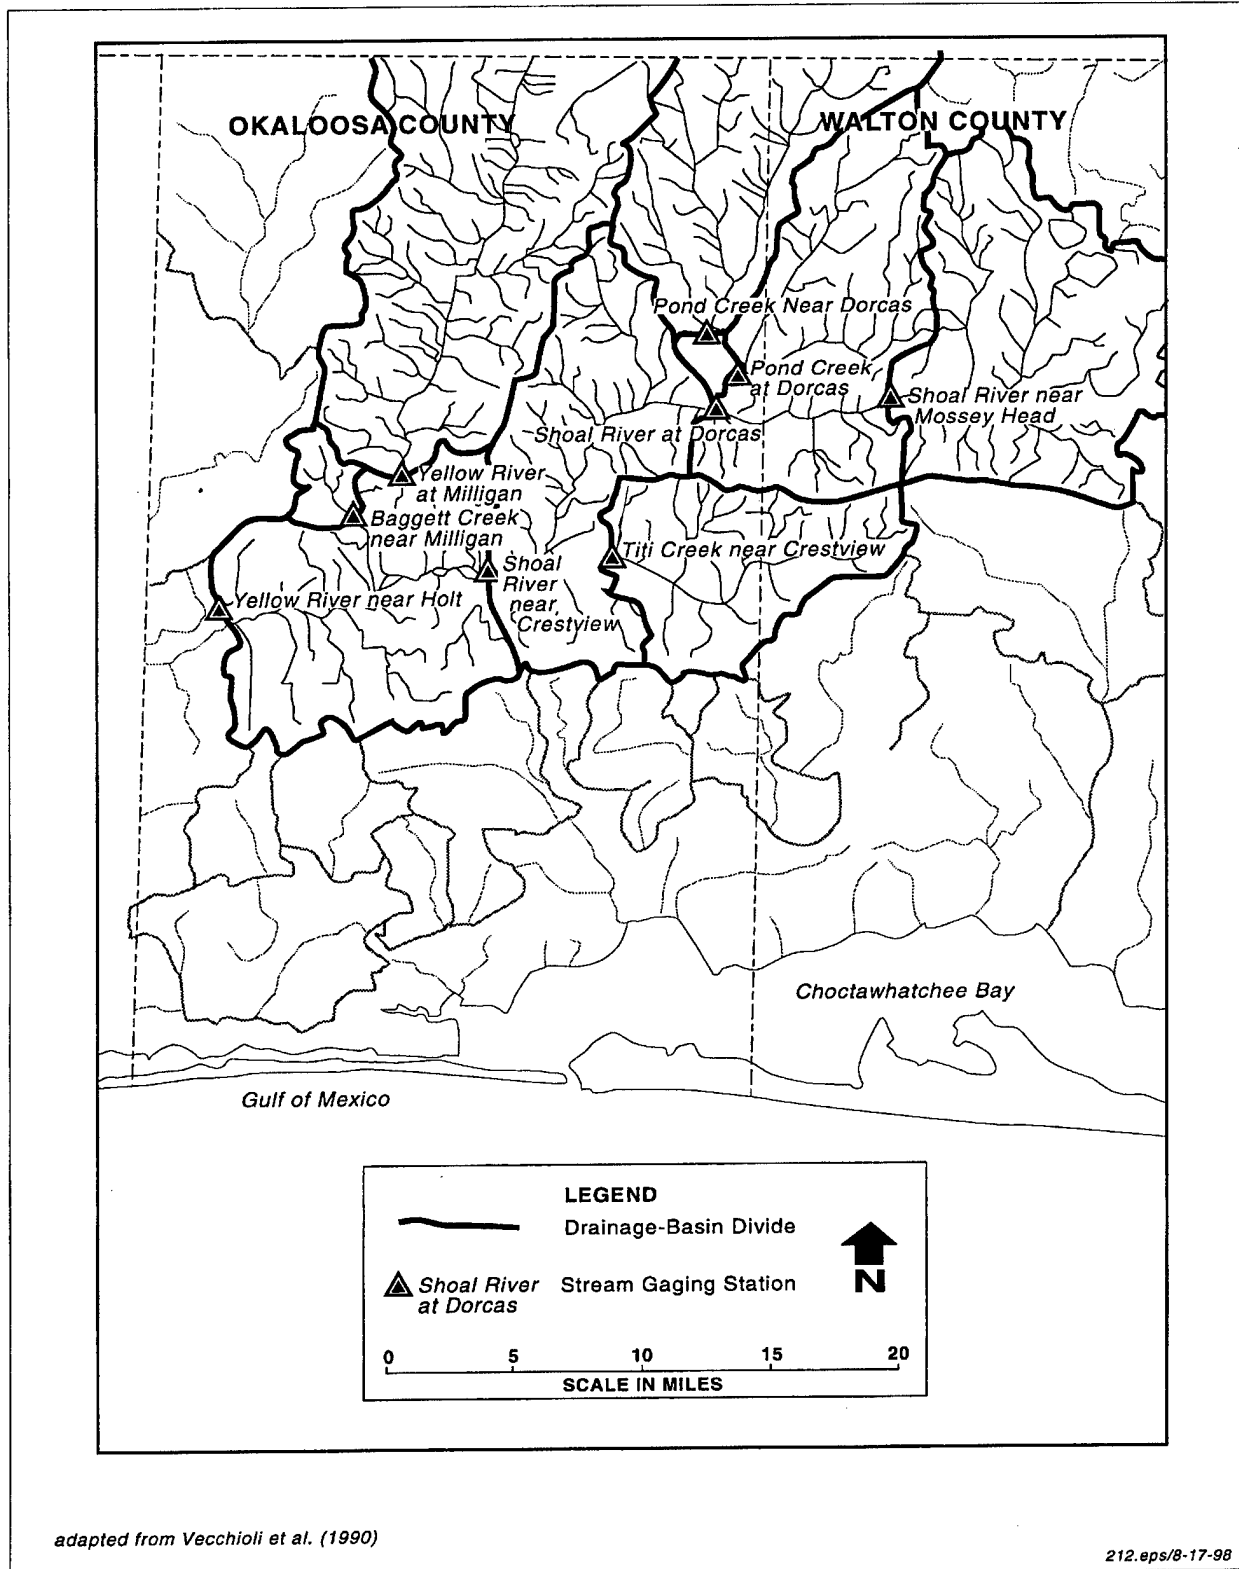 OKALOOSA COUNTY
WALTON COUNTY
Pond Creek Near Dorcas
Pond Creek
at Dorcas
Shoal River near
Mossey Head
Shoal River at Dorcas
Yellow River
at Milligan
Baggett Creek
near Milligan
Titi Creek near Crestview
Shoal
River
near
Crestview
Yellow River near Holt
Choctawhatchee Bay
Gulf of Mexico
LEGEND
Drainage-Basin Divide
Shoal River
at Dorcas
Stream Gaging Station
N
0 5 10 15 20
SCALE IN MILES
adapted from Vecchioli et al. (1990)
212.eps/8-17-98